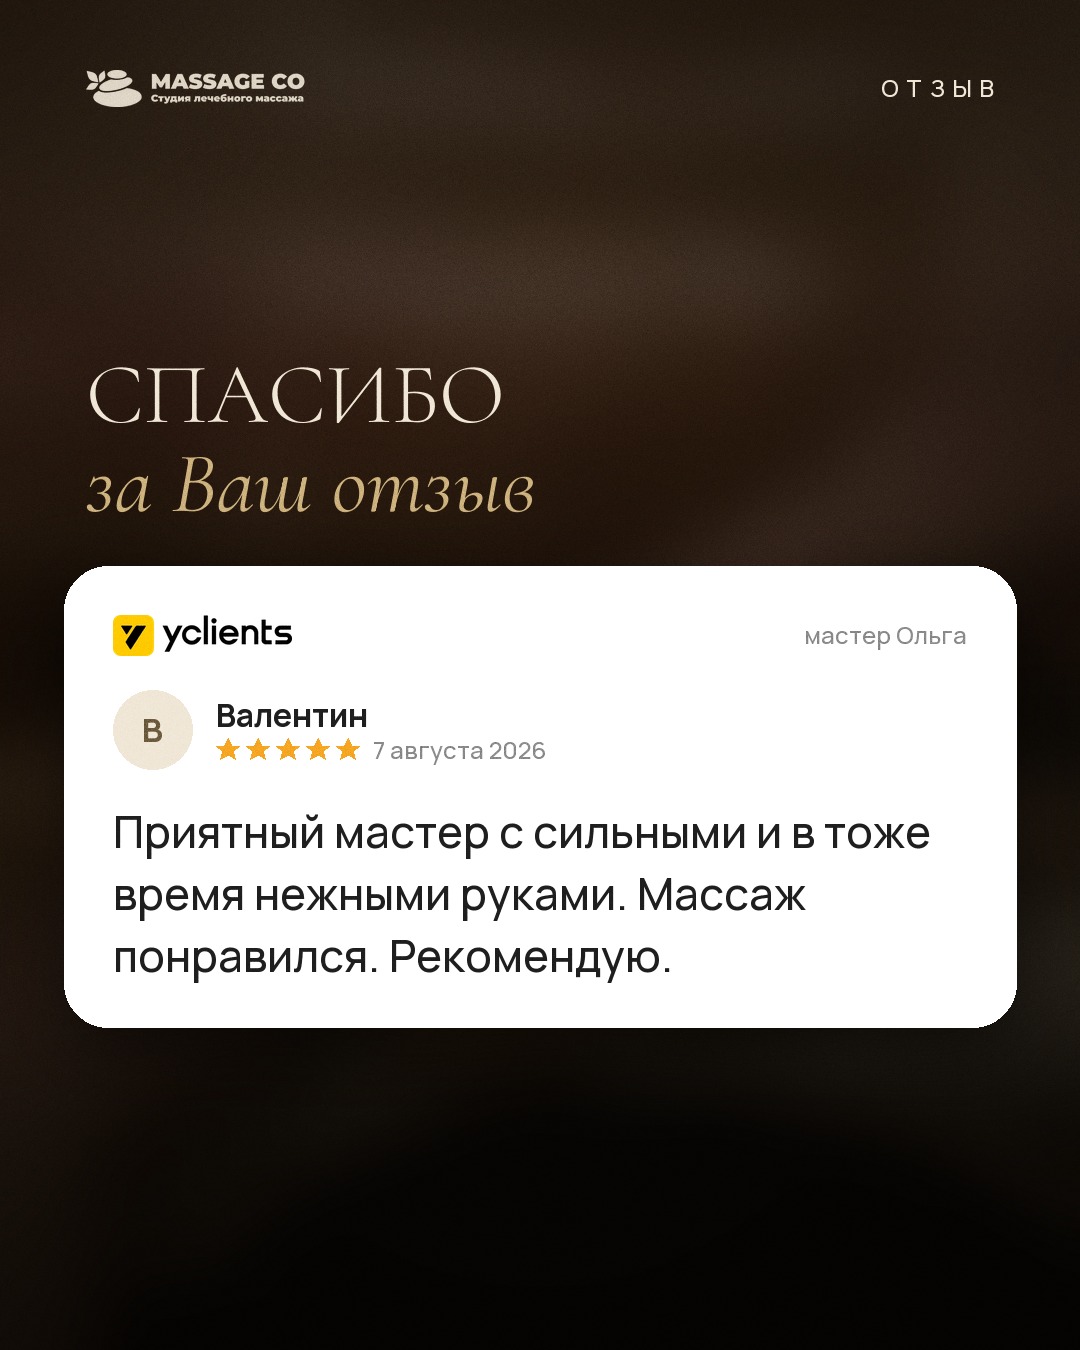 MASSAGE CO
Студия лечебного массажа
ОТЗЫВ
СПАСИБО
за Ваш отзыв
yclients
мастер Ольга
В
Валентин
7 августа 2026
Приятный мастер с сильными и в тоже
время нежными руками. Массаж
понравился. Рекомендую.